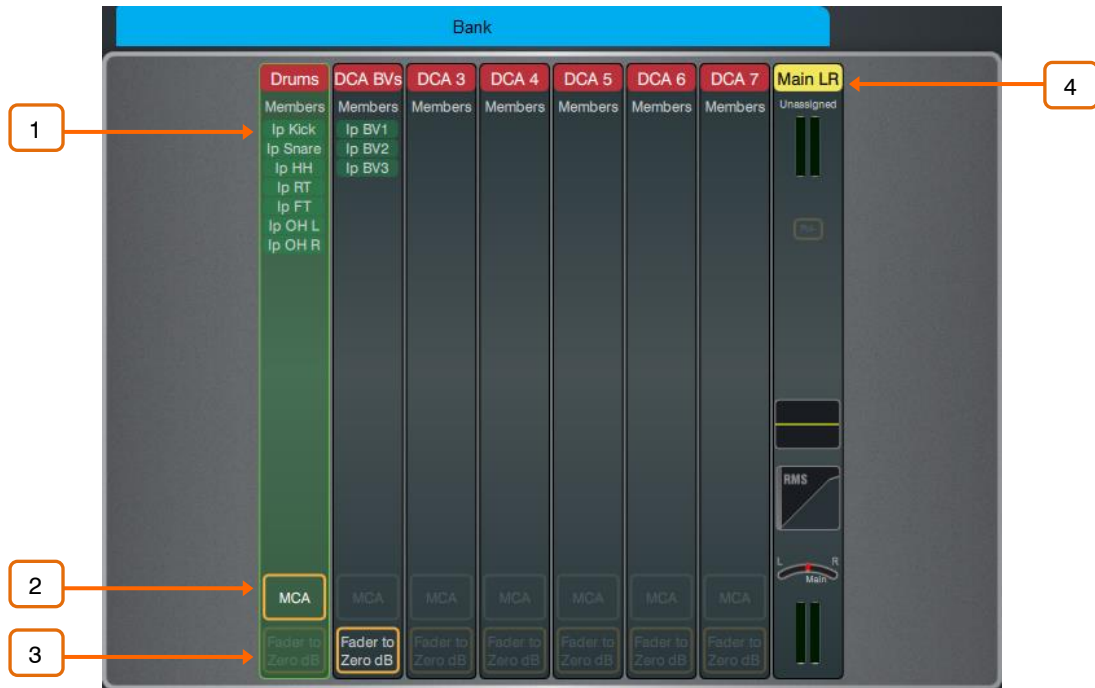 Bank
Drums DCA BVs DCA 3 DCA 4 DCA 5 DCA 6 DCA 7 Main LR
4
Members Members Members Members Members Members Members Unassigned
1
Ip Kick Ip BV1
Ip Snare Ip BV2
Ip HH Ip BV3
Ip RT
Ip FT
Ip OH L
Ip OH R
RMS
L R
Main
2
MCA MCA MCA MCA MCA MCA MCA
3
Fader to Fader to Fader to Fader to Fader to Fader to Fader to
Zero dB Zero dB Zero dB Zero dB Zero dB Zero dB Zero dB